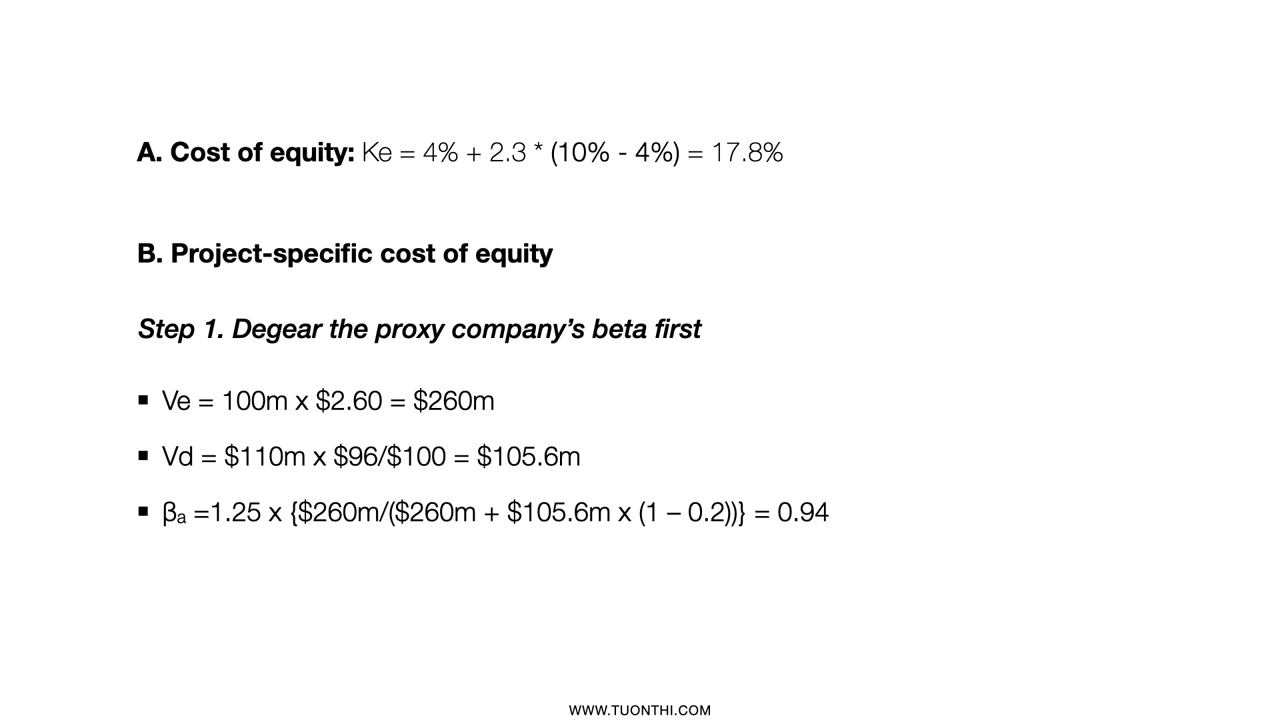 A. Cost of equity: Ke = 4% + 2.3 * (10% - 4%) = 17.8%
B. Project-specific cost of equity
Step 1. Degear the proxy company’s beta first
▪ Ve = 100m x $2.60 = $260m
▪ Vd = $110m x $96/$100 = $105.6m
▪ βₐ =1.25 x {$260m/($260m + $105.6m x (1 – 0.2))} = 0.94
WWW.TUONTHI.COM